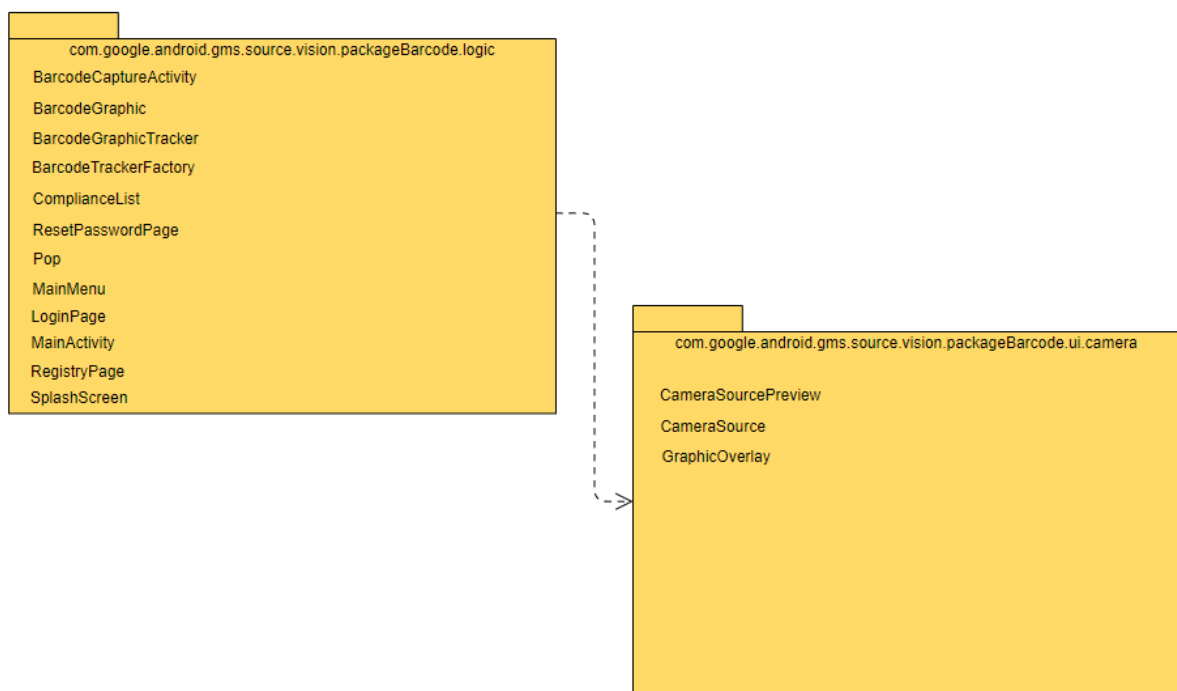 com.google.android.gms.source.vision.packageBarcode.logic
BarcodeCaptureActivity
BarcodeGraphic
BarcodeGraphicTracker
BarcodeTrackerFactory
ComplianceList
ResetPasswordPage
Pop
MainMenu
LoginPage
MainActivity
RegistryPage
SplashScreen
com.google.android.gms.source.vision.packageBarcode.ui.camera
CameraSourcePreview
CameraSource
GraphicOverlay